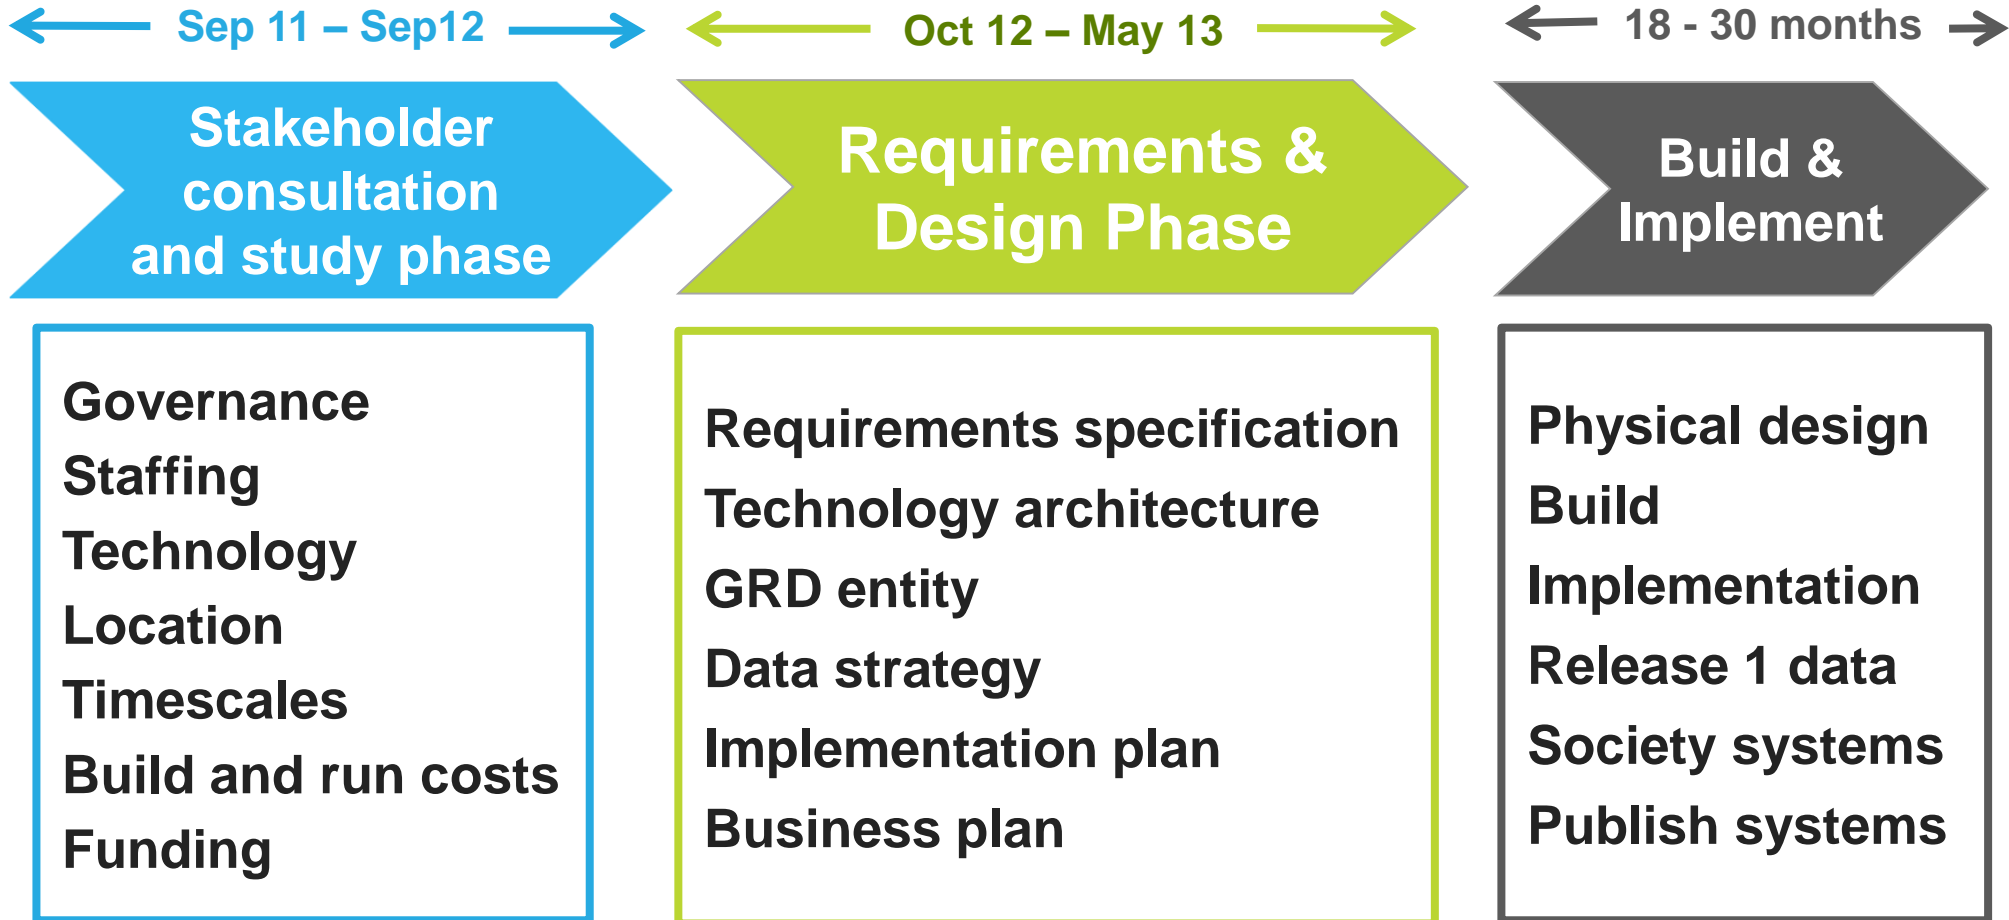 Sep 11 – Sep12
Oct 12 – May 13
18 - 30 months
Stakeholder
consultation
and study phase
Requirements &
Design Phase
Build &
Implement
Governance
Staffing
Technology
Location
Timescales
Build and run costs
Funding
Requirements specification
Technology architecture
GRD entity
Data strategy
Implementation plan
Business plan
Physical design
Build
Implementation
Release 1 data
Society systems
Publish systems